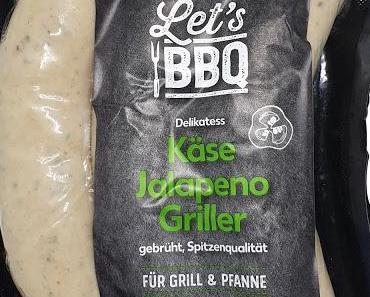 Let's
BBQ
Delikatess
Käse
Jalapeno
Griller
gebrüht, Spitzenqualität
FÜR GRILL & PFANNE